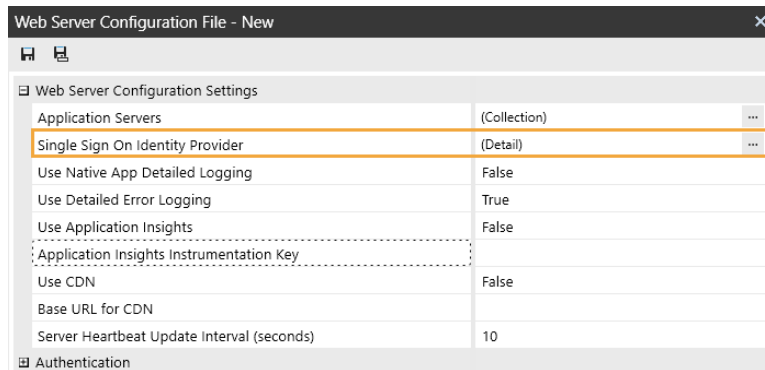 Web Server Configuration File - New
Web Server Configuration Settings
Application Servers (Collection) ...
Single Sign On Identity Provider (Detail) ...
Use Native App Detailed Logging False
Use Detailed Error Logging True
Use Application Insights False
Application Insights Instrumentation Key
Use CDN False
Base URL for CDN
Server Heartbeat Update Interval (seconds) 10
Authentication